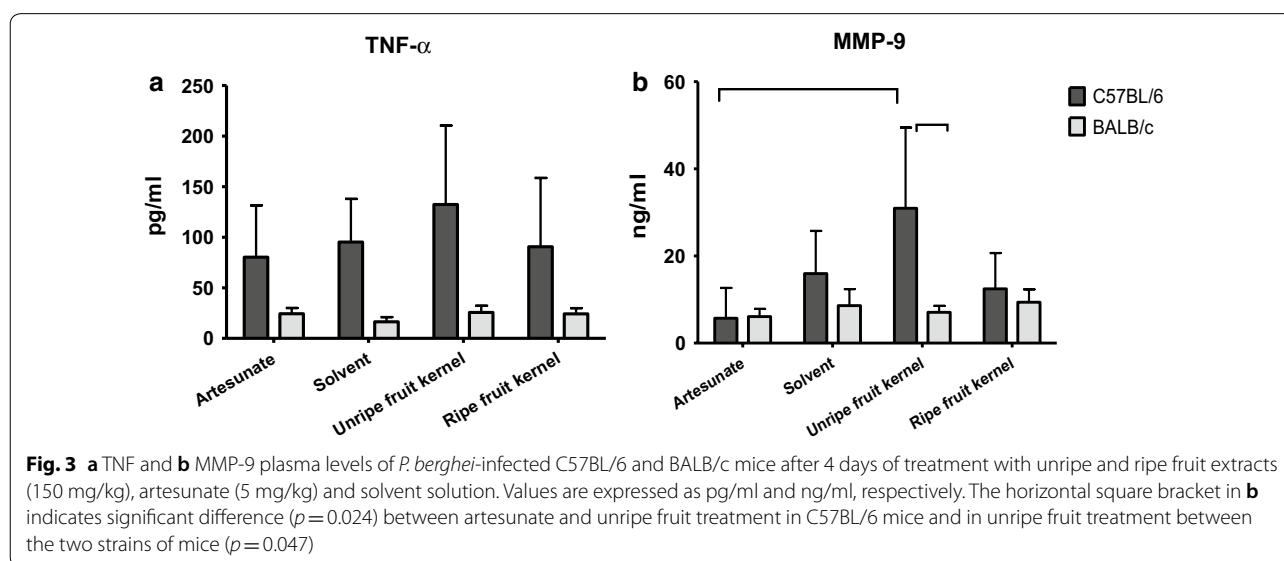 TNF-α
MMP-9
a
b
250
200
150
100
50
0
pg/ml
Artesunate
Solvent
Unripe fruit kernel
Ripe fruit kernel
60
40
20
0
ng/ml
Artesunate
Solvent
Unripe fruit kernel
Ripe fruit kernel
C57BL/6
BALB/c
Fig. 3 a TNF and b MMP-9 plasma levels of P. berghei-infected C57BL/6 and BALB/c mice after 4 days of treatment with unripe and ripe fruit extracts
(150 mg/kg), artesunate (5 mg/kg) and solvent solution. Values are expressed as pg/ml and ng/ml, respectively. The horizontal square bracket in b
indicates significant difference (p = 0.024) between artesunate and unripe fruit treatment in C57BL/6 mice and in unripe fruit treatment between
the two strains of mice (p = 0.047)